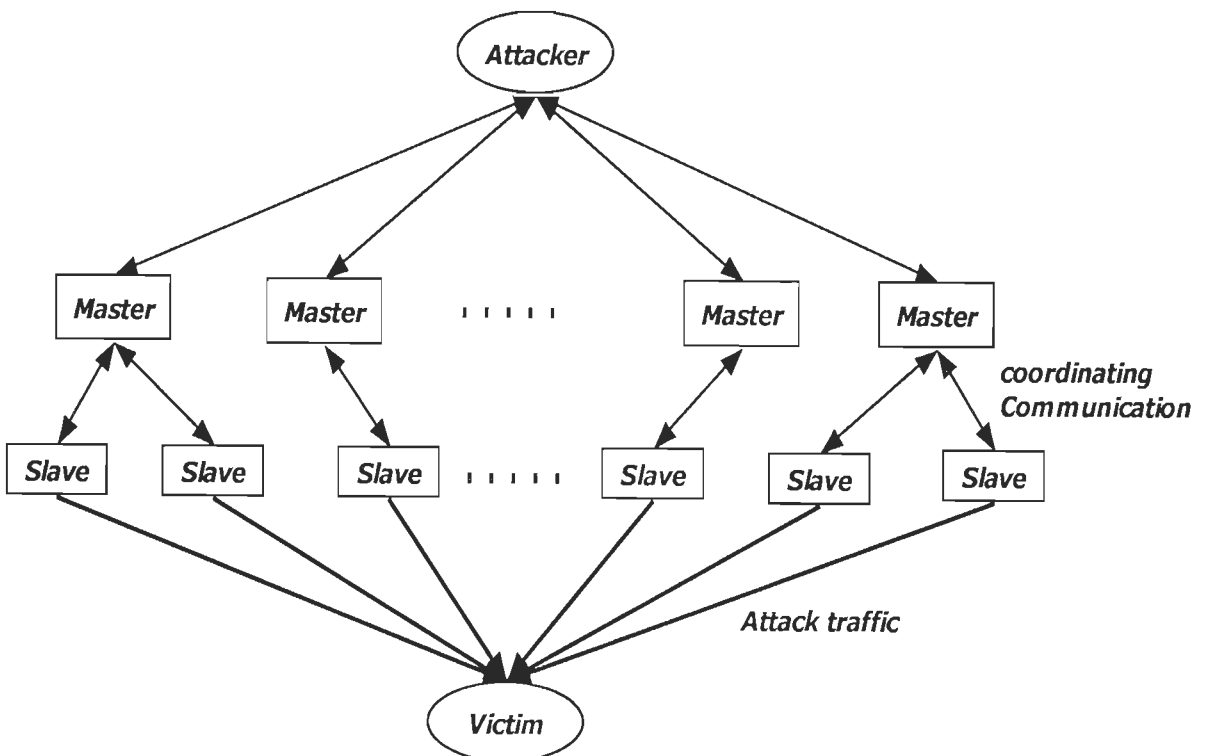 Attacker
Master
Master
Master
Master
coordinating
Communication
Slave
Slave
Slave
Slave
Slave
Slave
Attack traffic
Victim